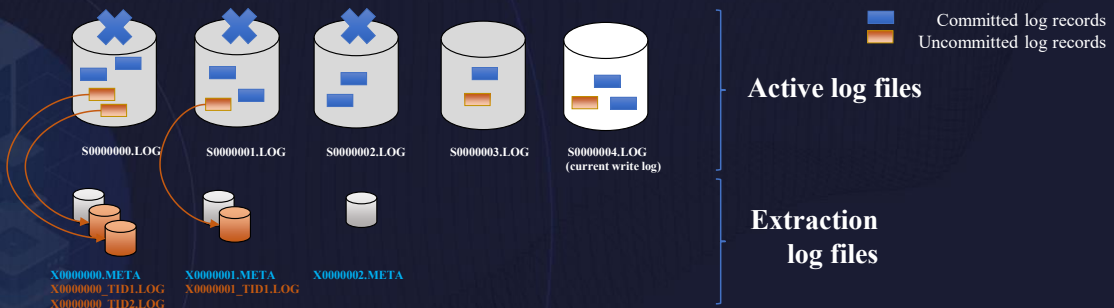 Committed log records
Uncommitted log records
Active log files
S0000000.LOG
S0000001.LOG
S0000002.LOG
S0000003.LOG
S0000004.LOG
(current write log)
Extraction
log files
X0000000.META
X0000000_TID1.LOG
X0000000_TID2.LOG
X0000001.META
X0000001_TID1.LOG
X0000002.META